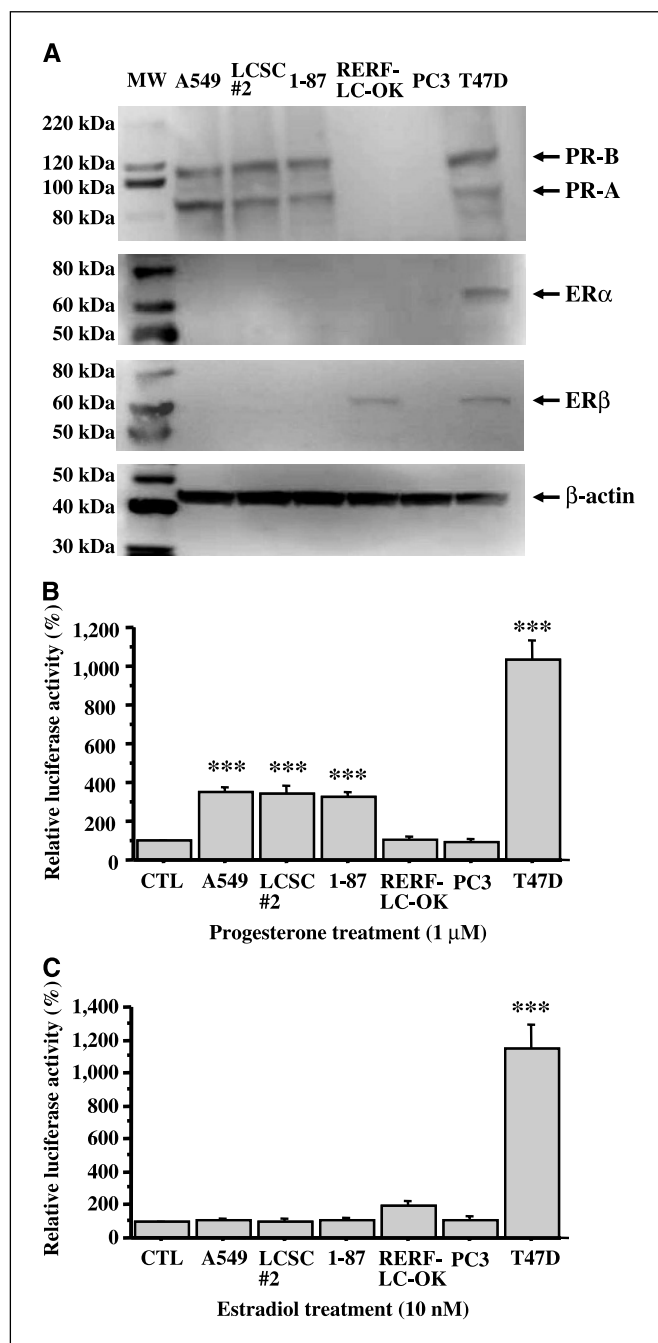 A
MW A549 LCSC #2 1-87 RERF-LC-OK PC3 T47D
220 kDa
120 kDa
100 kDa
80 kDa
PR-B
PR-A
80 kDa
60 kDa
50 kDa
ERα
80 kDa
60 kDa
50 kDa
ERβ
50 kDa
40 kDa
30 kDa
β-actin
B
Relative luciferase activity (%)
1,200
1,000
800
600
400
200
0
*** *** *** ***
CTL A549 LCSC #2 1-87 RERF-LC-OK PC3 T47D
Progesterone treatment (1 μM)
C
Relative luciferase activity (%)
1,400
1,200
1,000
800
600
400
200
0
***
CTL A549 LCSC #2 1-87 RERF-LC-OK PC3 T47D
Estradiol treatment (10 nM)